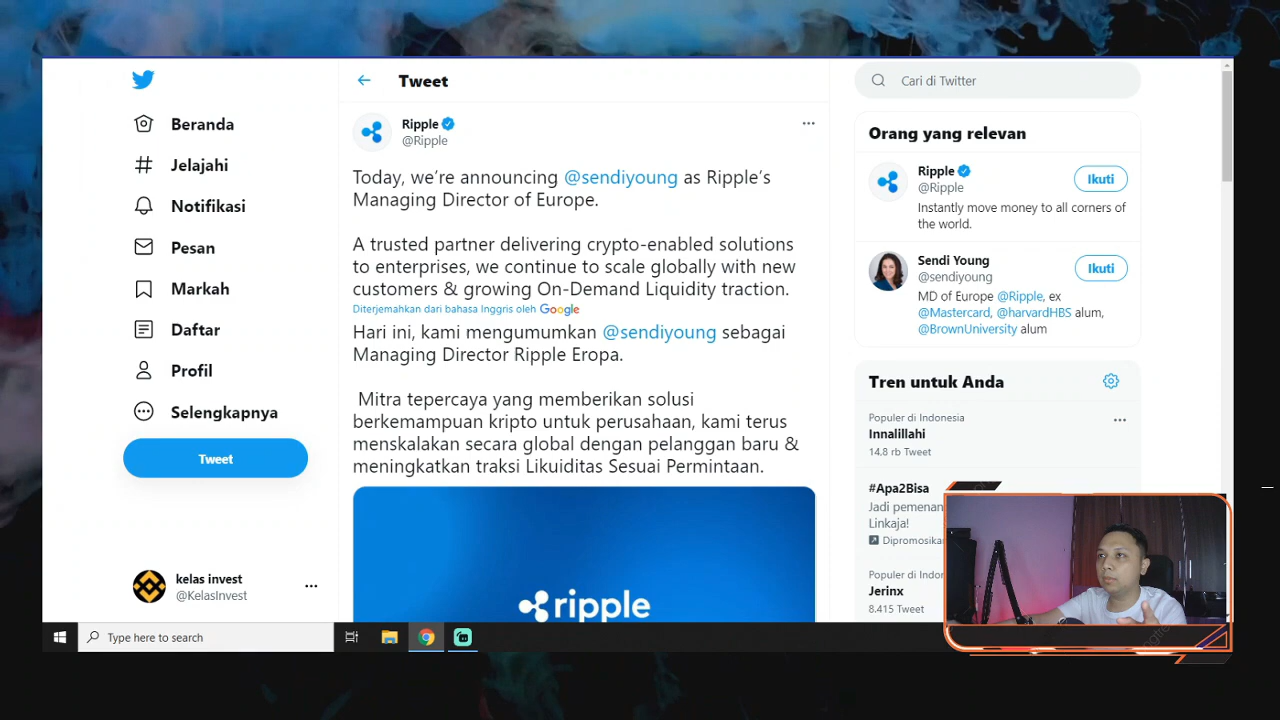 Beranda
Jelajahi
Notifikasi
Pesan
Markah
Daftar
Profil
Selengkapnya
Tweet
kelas invest
@KelasInvest
Tweet
Ripple
@Ripple
Today, we're announcing @sendiyoung as Ripple's
Managing Director of Europe.
A trusted partner delivering crypto-enabled solutions
to enterprises, we continue to scale globally with new
customers & growing On-Demand Liquidity traction.
Diterjemahkan dari bahasa Inggris oleh Google
Hari ini, kami mengumumkan @sendiyoung sebagai
Managing Director Ripple Eropa.
Mitra tepercaya yang memberikan solusi
berkemampuan kripto untuk perusahaan, kami terus
menskalakan secara global dengan pelanggan baru &
meningkatkan traksi Likuiditas Sesuai Permintaan.
ripple
Cari di Twitter
Orang yang relevan
Ripple
@Ripple
Ikuti
Instantly move money to all corners of
the world.
Sendi Young
@sendiyoung
Ikuti
MD of Europe @Ripple, ex
@Mastercard, @harvardHBS alum,
@BrownUniversity alum
Tren untuk Anda
Populer di Indonesia
Innalillahi
14,8 rb Tweet
#Apa2Bisa
Jadi pemenan
Linkaja!
Dipromosika
Populer di Indor
Jerinx
8.415 Tweet
Type here to search